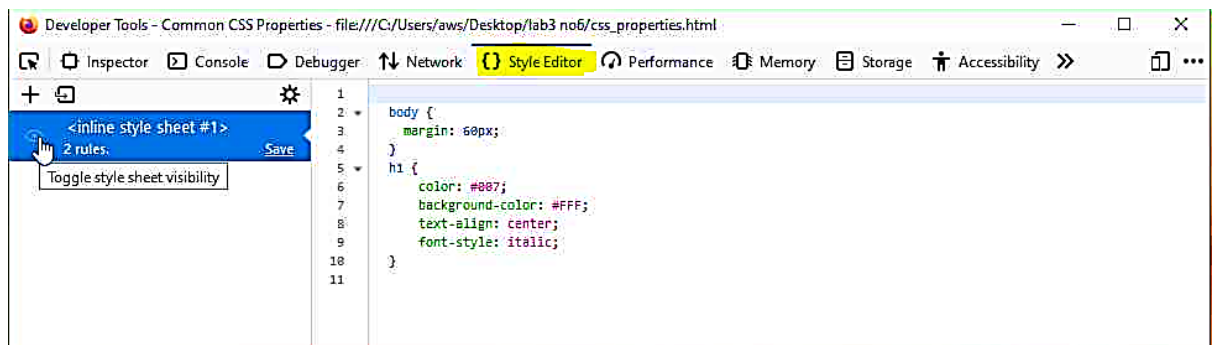 Developer Tools - Common CSS Properties - file:///C:/Users/aws/Desktop/lab3 no6/css_properties.html
Inspector Console Debugger Network {} Style Editor Performance Memory Storage Accessibility
<inline style sheet #1>
2 rules. Save
Toggle style sheet visibility
1
2 body {
3 margin: 60px;
4 }
5 h1 {
6 color: #007;
7 background-color: #FFF;
8 text-align: center;
9 font-style: italic;
10 }
11